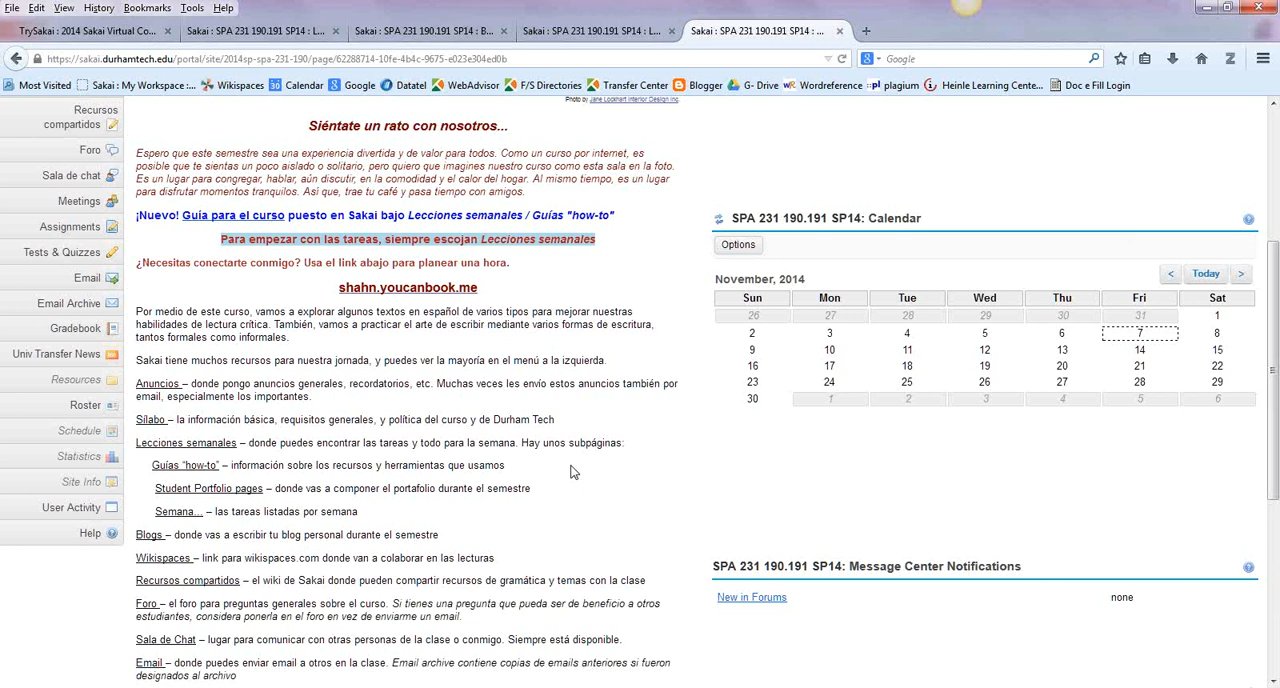 File Edit View History Bookmarks Tools Help
TrySakai : 2014 Sakai Virtual Co... × Sakai : SPA 231 190.191 SP14 : L... × Sakai : SPA 231 190.191 SP14 : B... × Sakai : SPA 231 190.191 SP14 : L... × Sakai : SPA 231 190.191 SP14 : ... × +
https://sakai.durhamtech.edu/portal/site/2014sp-spa-231-190/page/62288714-10fe-4b4c-9675-e023e304ed0b
Google
Most Visited Sakai : My Workspace :... Wikispaces Calendar Google Datatel WebAdvisor F/S Directories Transfer Center Blogger G- Drive Wordreference plagium Heinle Learning Cente... Doc e Fill Login
Recursos
compartidos
Foro
Sala de chat
Meetings
Assignments
Tests & Quizzes
Email
Email Archive
Gradebook
Univ Transfer News
Resources
Roster
Schedule
Statistics
Site Info
User Activity
Help
Photo by Jane Lockhart Interior Design Inc.
Siéntate un rato con nosotros...
Espero que este semestre sea una experiencia divertida y de valor para todos. Como un curso por internet, es
posible que te sientas un poco aislado o solitario, pero quiero que imagines nuestro curso como esta sala en la foto.
Es un lugar para congregar, hablar, aún discutir, en la comodidad y el calor del hogar. Al mismo tiempo, es un lugar
para disfrutar momentos tranquilos. Así que, trae tu café y pasa tiempo con amigos.
¡Nuevo! Guía para el curso puesto en Sakai bajo Lecciones semanales / Guías "how-to"
Para empezar con las tareas, siempre escojan Lecciones semanales
¿Necesitas conectarte conmigo? Usa el link abajo para planear una hora.
shahn.youcanbook.me
Por medio de este curso, vamos a explorar algunos textos en español de varios tipos para mejorar nuestras
habilidades de lectura crítica. También, vamos a practicar el arte de escribir mediante varios formas de escritura,
tantos formales como informales.
Sakai tiene muchos recursos para nuestra jornada, y puedes ver la mayoría en el menú a la izquierda.
Anuncios – donde pongo anuncios generales, recordatorios, etc. Muchas veces les envío estos anuncios también por
email, especialmente los importantes.
Sílabo – la información básica, requisitos generales, y política del curso y de Durham Tech
Lecciones semanales – donde puedes encontrar las tareas y todo para la semana. Hay unos subpáginas:
Guías "how-to" – información sobre los recursos y herramientas que usamos
Student Portfolio pages – donde vas a componer el portafolio durante el semestre
Semana... – las tareas listadas por semana
Blogs – donde vas a escribir tu blog personal durante el semestre
Wikispaces – link para wikispaces.com donde van a colaborar en las lecturas
Recursos compartidos – el wiki de Sakai donde pueden compartir recursos de gramática y temas con la clase
Foro – el foro para preguntas generales sobre el curso. Si tienes una pregunta que pueda ser de beneficio a otros
estudiantes, considera ponerla en el foro en vez de enviarme un email.
Sala de Chat – lugar para comunicar con otras personas de la clase o conmigo. Siempre está disponible.
Email – donde puedes enviar email a otros en la clase. Email archive contiene copias de emails anteriores si fueron
designados al archivo
SPA 231 190.191 SP14: Calendar
Options
November, 2014 < Today >
Sun Mon Tue Wed Thu Fri Sat
26 27 28 29 30 31 1
2 3 4 5 6 7 8
9 10 11 12 13 14 15
16 17 18 19 20 21 22
23 24 25 26 27 28 29
30 1 2 3 4 5 6
SPA 231 190.191 SP14: Message Center Notifications
New in Forums none